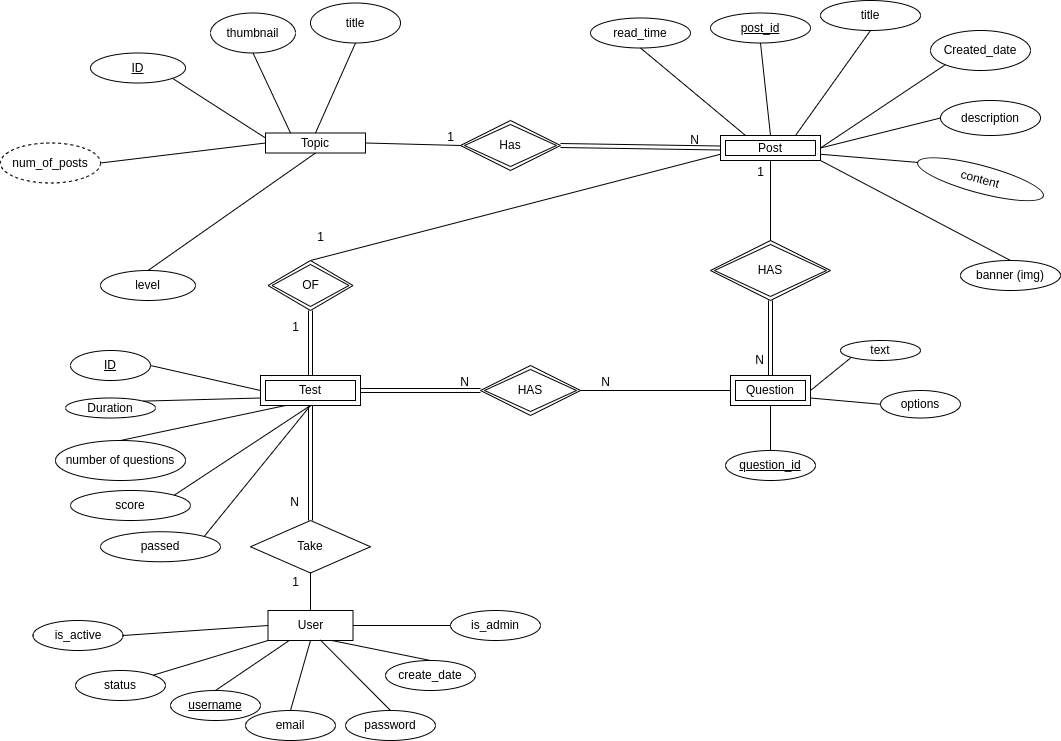 title
thumbnail
ID
num_of_posts
Topic
level
1
Has
N
read_time
post_id
title
Created_date
description
content
banner (img)
Post
1
HAS
N
1
OF
1
ID
Duration
number of questions
score
passed
Test
N
HAS
N
Question
text
options
question_id
N
Take
1
User
is_active
status
username
email
password
create_date
is_admin